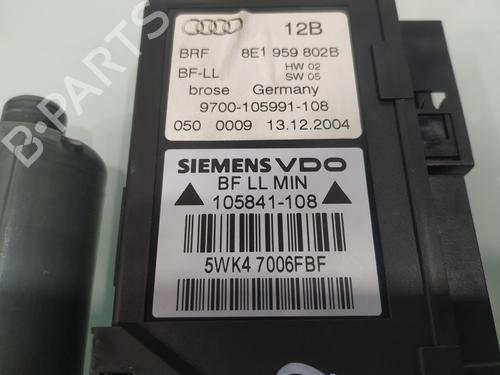 12B
BRF 8E1 959 802B
BF-LL HW 02
SW 05
brose Germany
9700-105991-108
050 0009 13.12.2004
SIEMENS VDO
BF LL MIN
105841-108
5WK4 7006FBF
B-PARTS